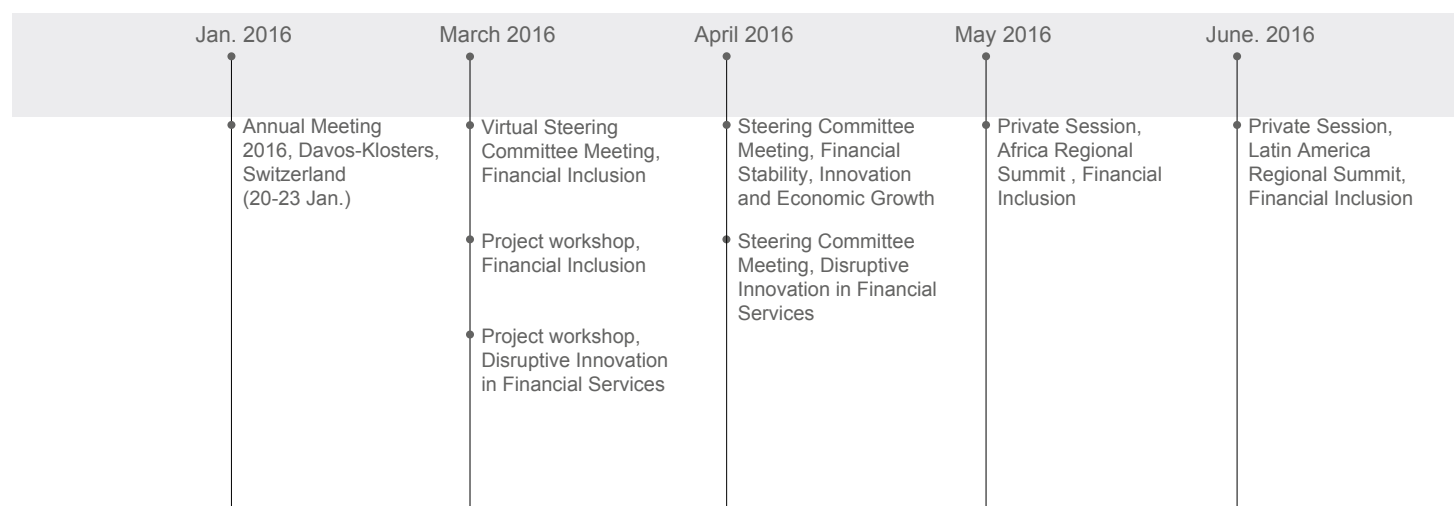 Jan. 2016
March 2016
April 2016
May 2016
June. 2016
Annual Meeting
2016, Davos-Klosters,
Switzerland
(20-23 Jan.)
Virtual Steering
Committee Meeting,
Financial Inclusion
Project workshop,
Financial Inclusion
Project workshop,
Disruptive Innovation
in Financial Services
Steering Committee
Meeting, Financial
Stability, Innovation
and Economic Growth
Steering Committee
Meeting, Disruptive
Innovation in Financial
Services
Private Session,
Africa Regional
Summit , Financial
Inclusion
Private Session,
Latin America
Regional Summit,
Financial Inclusion